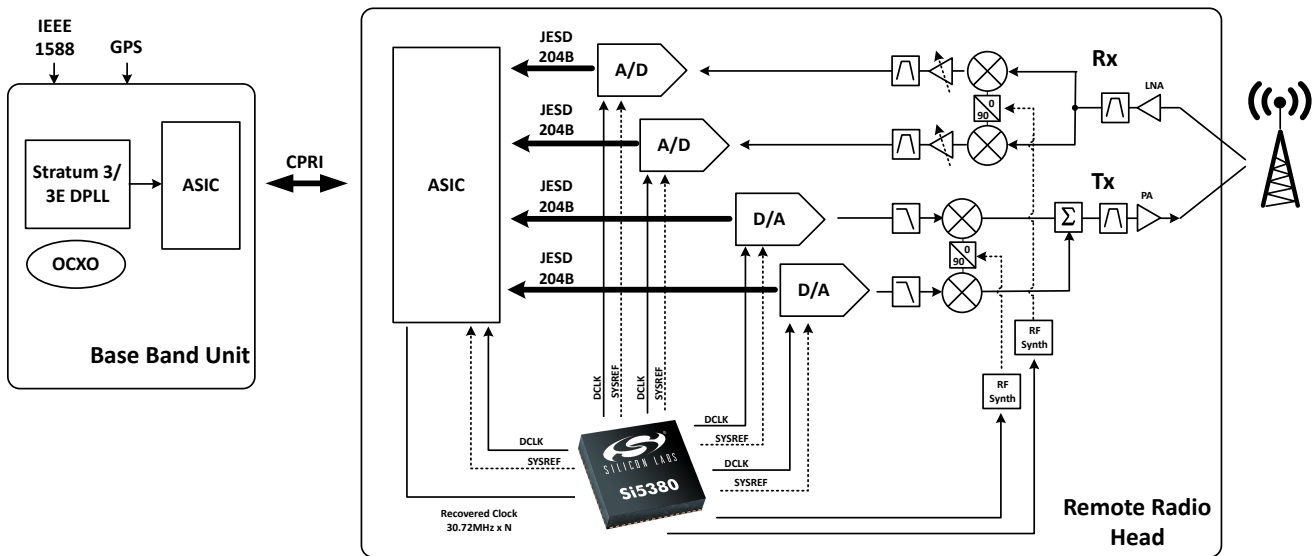 IEEE
1588
GPS
Stratum 3/
3E DPLL
ASIC
OCXO
Base Band Unit
CPRI
ASIC
JESD
204B
A/D
JESD
204B
A/D
JESD
204B
D/A
JESD
204B
D/A
Rx
LNA
0
90
Tx
PA
Σ
0
90
RF
Synth
RF
Synth
DCLK
SYSREF
DCLK
SYSREF
DCLK
SYSREF
DCLK
SYSREF
DCLK
SYSREF
SILICON LABS
Si5380
Recovered Clock
30.72MHz x N
Remote Radio
Head